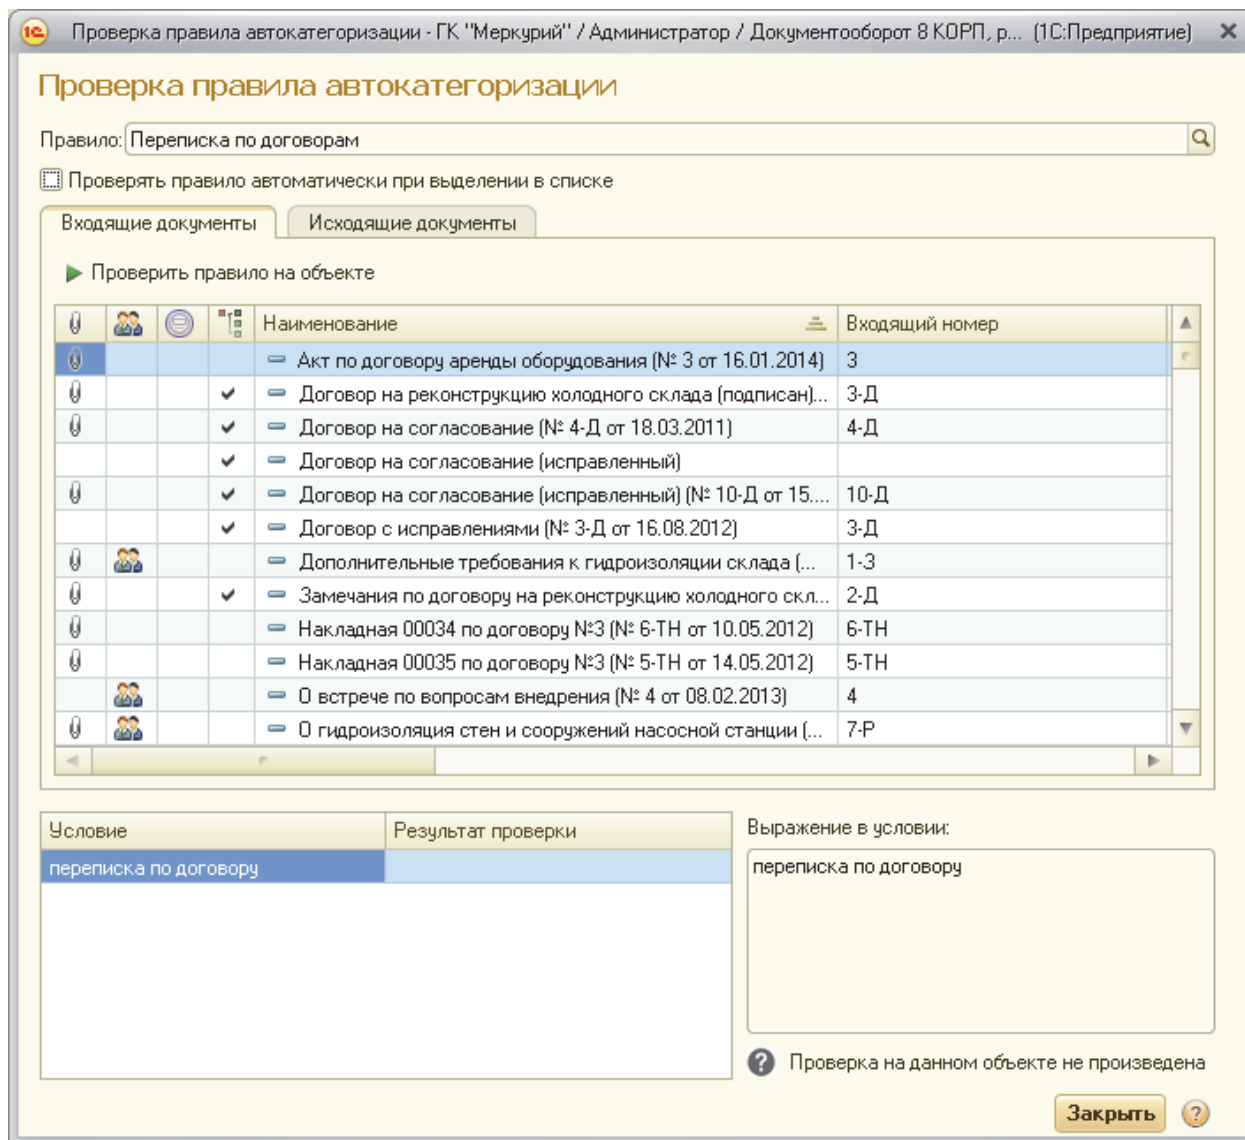 1С Проверка правила автокатегоризации - ГК "Меркурий" / Администратор / Документооборот 8 КОРП, р... (1С:Предприятие)
Проверка правила автокатегоризации
Правило: Переписка по договорам
Проверять правило автоматически при выделении в списке
Входящие документы Исходящие документы
Проверить правило на объекте
Наименование Входящий номер
Акт по договору аренды оборудования (№ 3 от 16.01.2014) 3
Договор на реконструкцию холодного склада (подписан)... 3-Д
Договор на согласование (№ 4-Д от 18.03.2011) 4-Д
Договор на согласование (исправленный)
Договор на согласование (исправленный) (№ 10-Д от 15.... 10-Д
Договор с исправлениями (№ 3-Д от 16.08.2012) 3-Д
Дополнительные требования к гидроизоляции склада (... 1-3
Замечания по договору на реконструкцию холодного скл... 2-Д
Накладная 00034 по договору №3 (№ 6-ТН от 10.05.2012) 6-ТН
Накладная 00035 по договору №3 (№ 5-ТН от 14.05.2012) 5-ТН
О встрече по вопросам внедрения (№ 4 от 08.02.2013) 4
О гидроизоляция стен и сооружений насосной станции (... 7-Р
Условие Результат проверки Выражение в условии:
переписка по договору переписка по договору
? Проверка на данном объекте не произведена
Закрыть ?